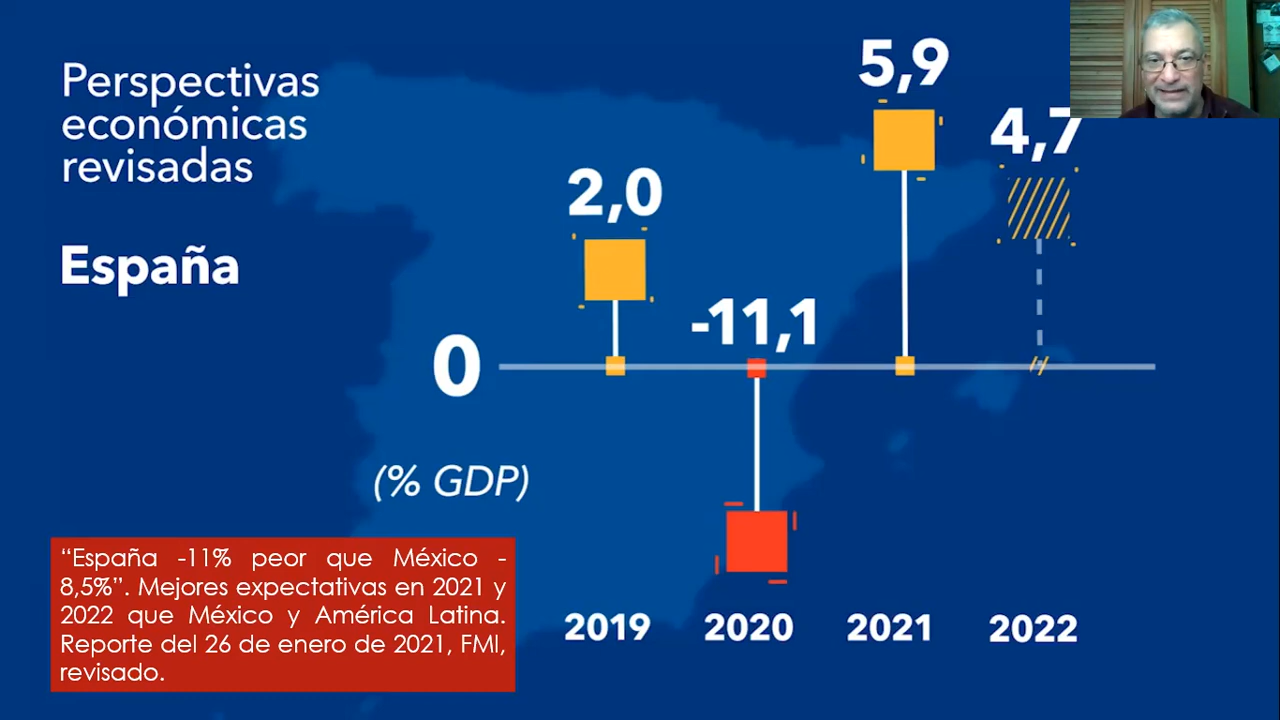 Perspectivas
económicas
revisadas
España
5,9
4,7
2,0
-11,1
0
(% GDP)
“España -11% peor que México -
8,5%”. Mejores expectativas en 2021 y
2022 que México y América Latina.
Reporte del 26 de enero de 2021, FMI,
revisado.
2019 2020 2021 2022